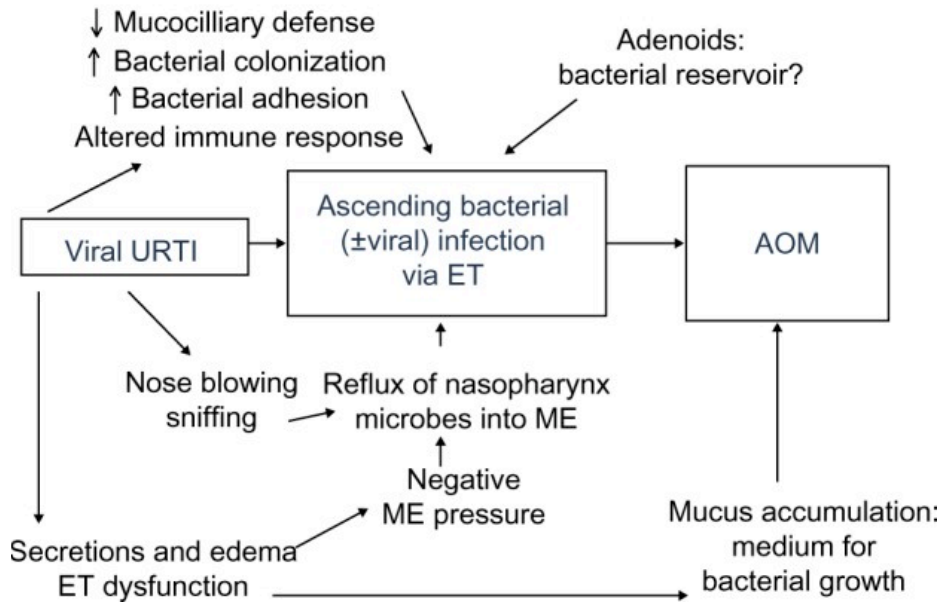 ↓ Mucocilliary defense
↑ Bacterial colonization
↑ Bacterial adhesion
Altered immune response
Adenoids:
bacterial reservoir?
Viral URTI
Ascending bacterial
(±viral) infection
via ET
AOM
Nose blowing
sniffing
Reflux of nasopharynx
microbes into ME
Negative
ME pressure
Secretions and edema
ET dysfunction
Mucus accumulation:
medium for
bacterial growth